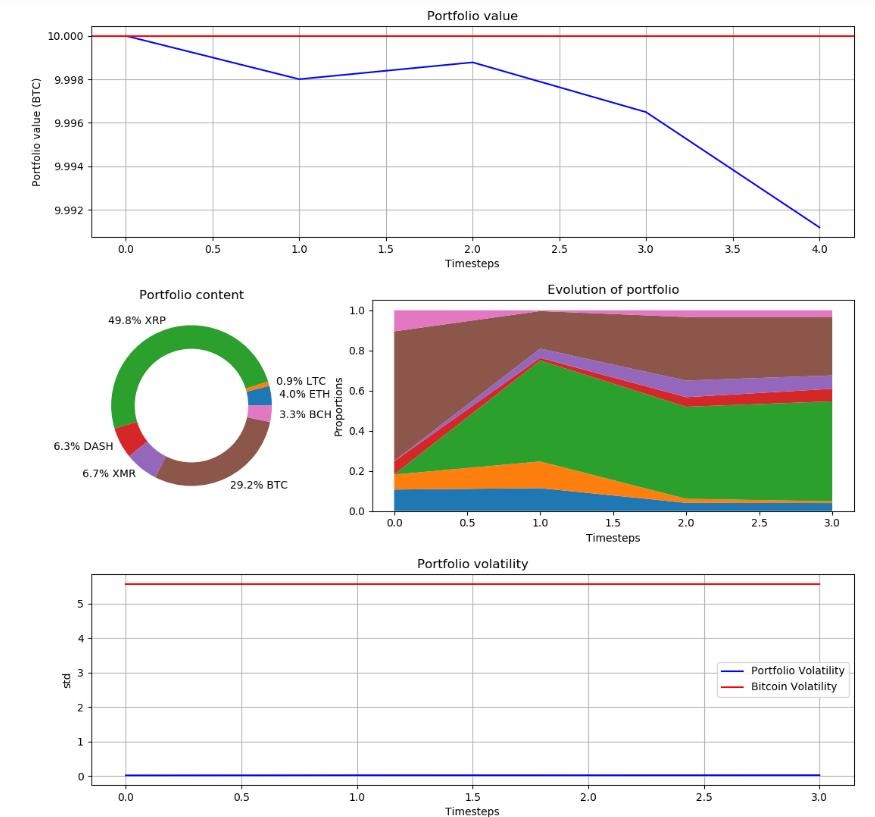 Portfolio value
10.000
9.998
9.996
9.994
9.992
Portfolio value (BTC)
0.0 0.5 1.0 1.5 2.0 2.5 3.0 3.5 4.0
Timesteps
Portfolio content
49.8% XRP
0.9% LTC
4.0% ETH
3.3% BCH
6.3% DASH
6.7% XMR
29.2% BTC
Evolution of portfolio
1.0
0.8
0.6
0.4
0.2
0.0
Proportions
0.0 0.5 1.0 1.5 2.0 2.5 3.0
Timesteps
Portfolio volatility
5
4
3
2
1
0
std
Portfolio Volatility
Bitcoin Volatility
0.0 0.5 1.0 1.5 2.0 2.5 3.0
Timesteps